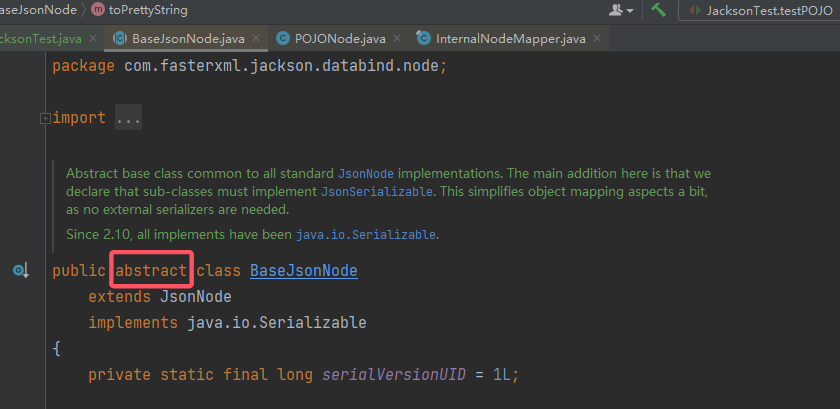 aseJsonNode toPrettyString JacksonTest.testPOJO
cksonTest.java BaseJsonNode.java POJONode.java InternalNodeMapper.java
package com.fasterxml.jackson.databind.node;
import ...
Abstract base class common to all standard JsonNode implementations. The main addition here is that we
declare that sub-classes must implement JsonSerializable. This simplifies object mapping aspects a bit,
as no external serializers are needed.
Since 2.10, all implements have been java.io.Serializable.
public abstract class BaseJsonNode
extends JsonNode
implements java.io.Serializable
{
private static final long serialVersionUID = 1L;